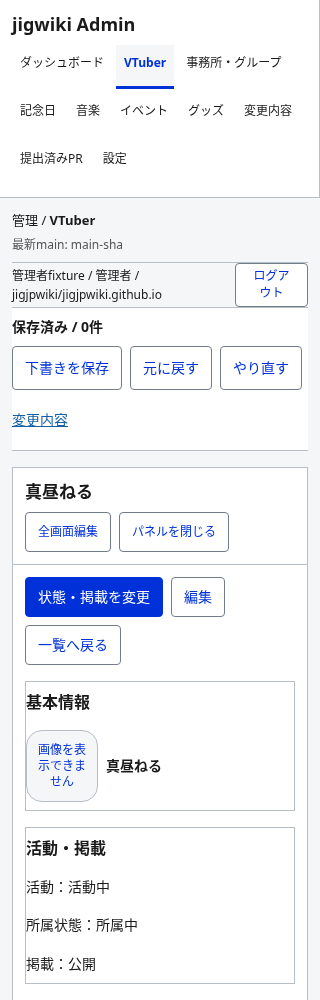 jigwiki Admin
ダッシュボード VTuber 事務所・グループ
記念日 音楽 イベント グッズ 変更内容
提出済みPR 設定
管理 / VTuber
最新main: main-sha
管理者fixture / 管理者 /
jigjpwiki/jigjpwiki.github.io
ログア
ウト
保存済み / 0件
下書きを保存 元に戻す やり直す
変更内容
真昼ねる
全画面編集 パネルを閉じる
状態・掲載を変更 編集
一覧へ戻る
基本情報
画像を表
示できま
せん
真昼ねる
活動・掲載
活動：活動中
所属状態：所属中
掲載：公開